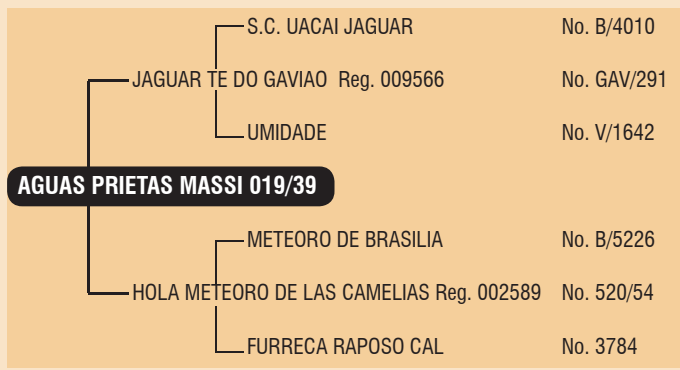 S.C. UACAI JAGUAR No. B/4010
JAGUAR TE DO GAVIAO Reg. 009566 No. GAV/291
UMIDADE No. V/1642
AGUAS PRIETAS MASSI 019/39
METEORO DE BRASILIA No. B/5226
HOLA METEORO DE LAS CAMELIAS Reg. 002589 No. 520/54
FURRECA RAPOSO CAL No. 3784